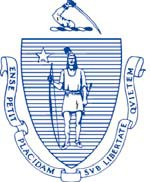 ENSE PETIT
PLACIDAM
SVB LIBERTATE
QVIETEM